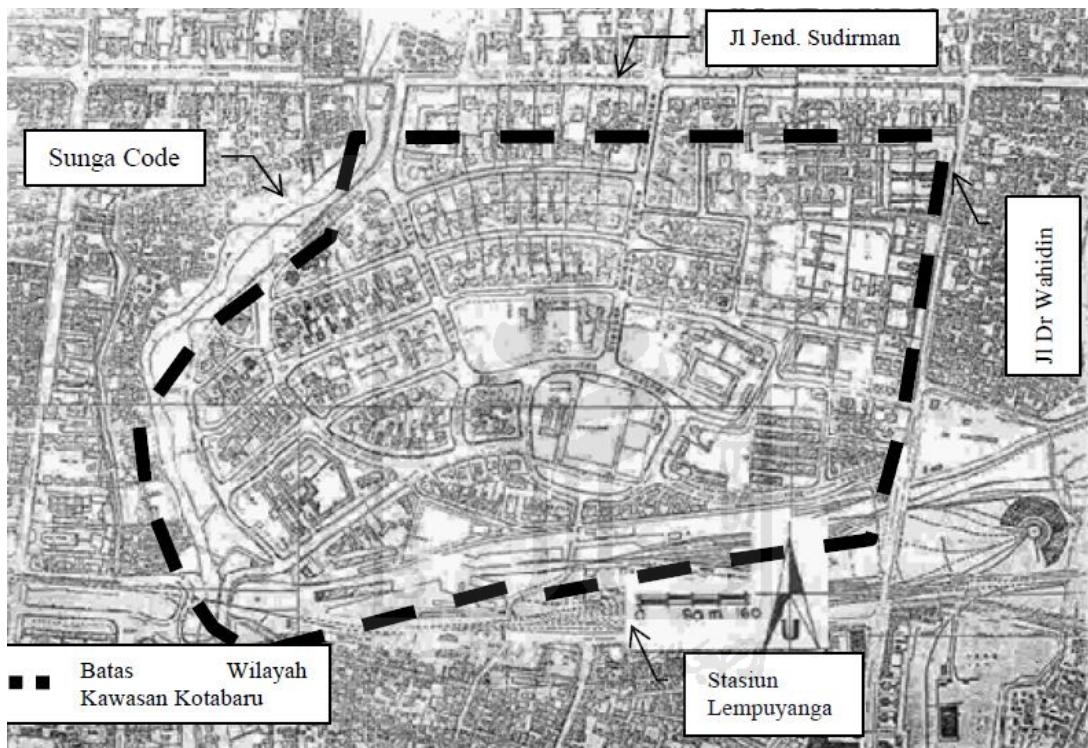 Jl Jend. Sudirman
Sunga Code
Jl Dr Wahidin
U
Batas Wilayah
Kawasan Kotabaru
Stasiun
Lempuyanga